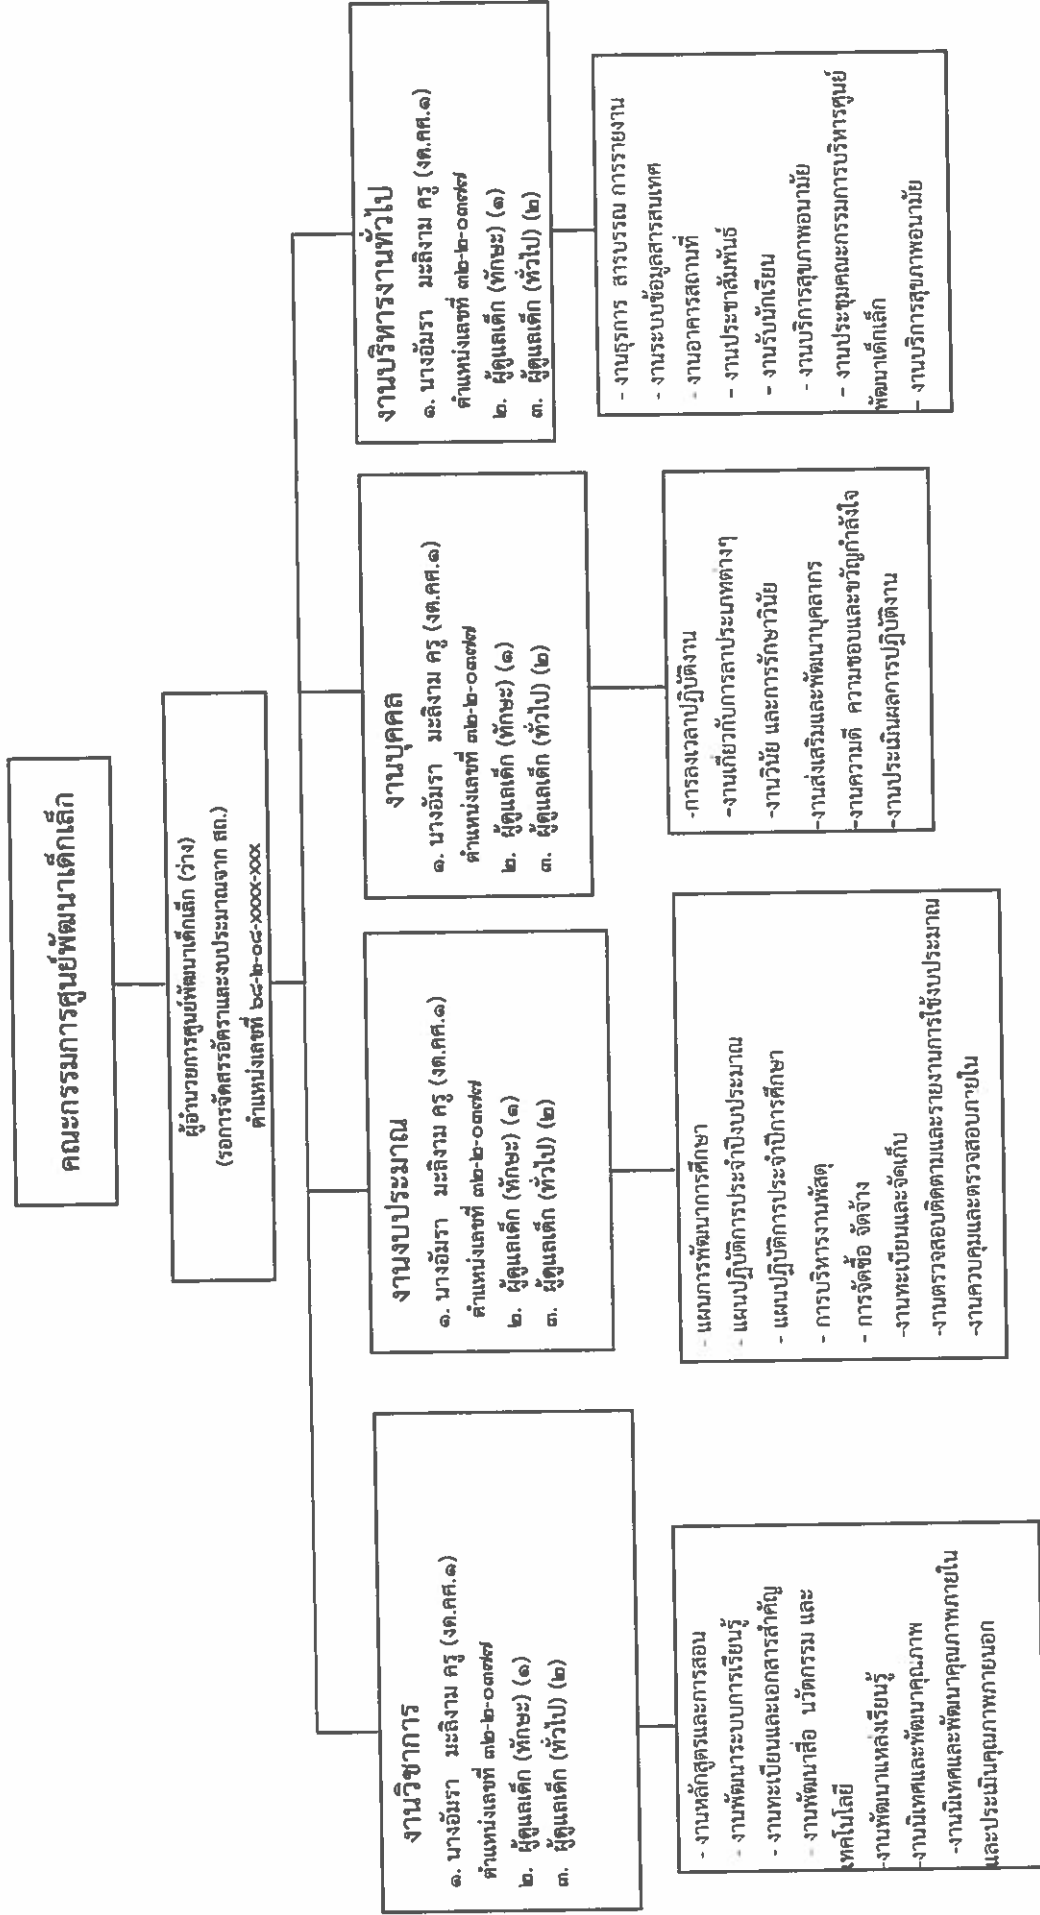 คณะกรรมการศูนย์พัฒนาเด็กเล็ก
ผู้อำนวยการศูนย์พัฒนาเด็กเล็ก (ว่าง)
(รอการจัดสรรอัตราและงบประมาณจาก สถ.)
ตำแหน่งเลขที่ ๖๘-๒-๐๘-xxxx-xxx
งานวิชาการ
๑. นางอัมรา มะลิงาม ครู (งด.คศ.๑)
ตำแหน่งเลขที่ ๓๒-๒-๐๓๗๗
๒. ผู้ดูแลเด็ก (ทักษะ) (๑)
๓. ผู้ดูแลเด็ก (ทั่วไป) (๒)
- งานหลักสูตรและการสอน
- งานพัฒนาระบบการเรียนรู้
- งานทะเบียนและเอกสารสำคัญ
- งานพัฒนาสื่อ นวัตกรรม และ
เทคโนโลยี
-งานพัฒนาแหล่งเรียนรู้
-งานนิเทศและพัฒนาคุณภาพ
-งานนิเทศและพัฒนาคุณภาพภายใน
และประเมินคุณภาพภายนอก
งานงบประมาณ
๑. นางอัมรา มะลิงาม ครู (งด.คศ.๑)
ตำแหน่งเลขที่ ๓๒-๒-๐๓๗๗
๒. ผู้ดูแลเด็ก (ทักษะ) (๑)
๓. ผู้ดูแลเด็ก (ทั่วไป) (๒)
- แผนการพัฒนาการศึกษา
- แผนปฏิบัติการประจำปีงบประมาณ
- แผนปฏิบัติการประจำปีการศึกษา
- การบริหารงานพัสดุ
- การจัดซื้อ จัดจ้าง
-งานทะเบียนและจัดเก็บ
-งานตรวจสอบติดตามและรายงานการใช้งบประมาณ
-งานควบคุมและตรวจสอบภายใน
งานบุคคล
๑. นางอัมรา มะลิงาม ครู (งด.คศ.๑)
ตำแหน่งเลขที่ ๓๒-๒-๐๓๗๗
๒. ผู้ดูแลเด็ก (ทักษะ) (๑)
๓. ผู้ดูแลเด็ก (ทั่วไป) (๒)
-การลงเวลาปฏิบัติงาน
-งานเกี่ยวกับการลาประเภทต่างๆ
-งานวินัย และการรักษาวินัย
-งานส่งเสริมและพัฒนาบุคลากร
-งานความดี ความชอบและขวัญกำลังใจ
-งานประเมินผลการปฏิบัติงาน
งานบริหารงานทั่วไป
๑. นางอัมรา มะลิงาม ครู (งด.คศ.๑)
ตำแหน่งเลขที่ ๓๒-๒-๐๓๗๗
๒. ผู้ดูแลเด็ก (ทักษะ) (๑)
๓. ผู้ดูแลเด็ก (ทั่วไป) (๒)
- งานธุรการ สารบรรณ การรายงาน
- งานระบบข้อมูลสารสนเทศ
- งานอาคารสถานที่
- งานประชาสัมพันธ์
- งานรับนักเรียน
- งานบริการสุขภาพอนามัย
- งานประชุมคณะกรรมการบริหารศูนย์
พัฒนาเด็กเล็ก
- งานบริการสุขภาพอนามัย